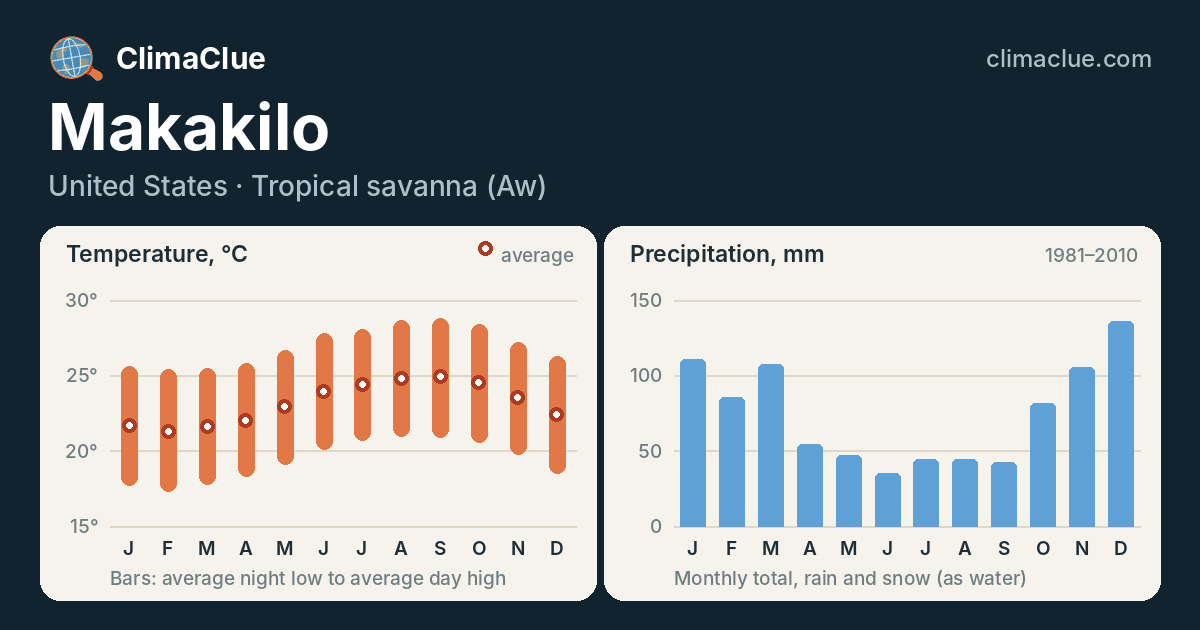 ClimaClue
climaclue.com
Makakilo
United States · Tropical savanna (Aw)
Temperature, °C
average
30°
25°
20°
15°
J F M A M J J A S O N D
Bars: average night low to average day high
Precipitation, mm
1981–2010
150
100
50
0
J F M A M J J A S O N D
Monthly total, rain and snow (as water)